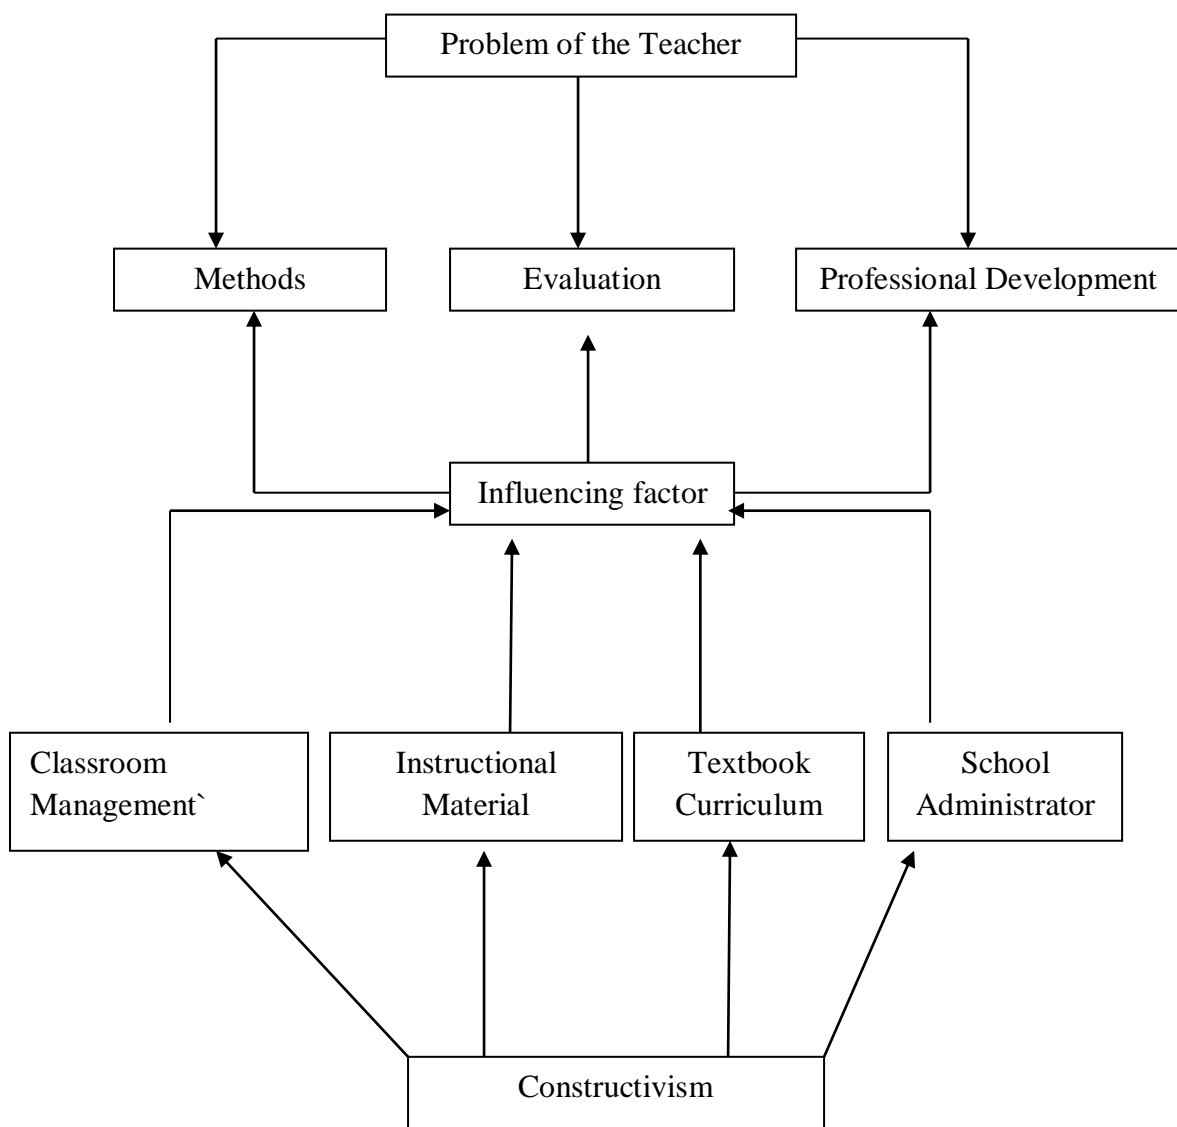 Problem of the Teacher
Methods
Evaluation
Professional Development
Influencing factor
Classroom
Management`
Instructional
Material
Textbook
Curriculum
School
Administrator
Constructivism